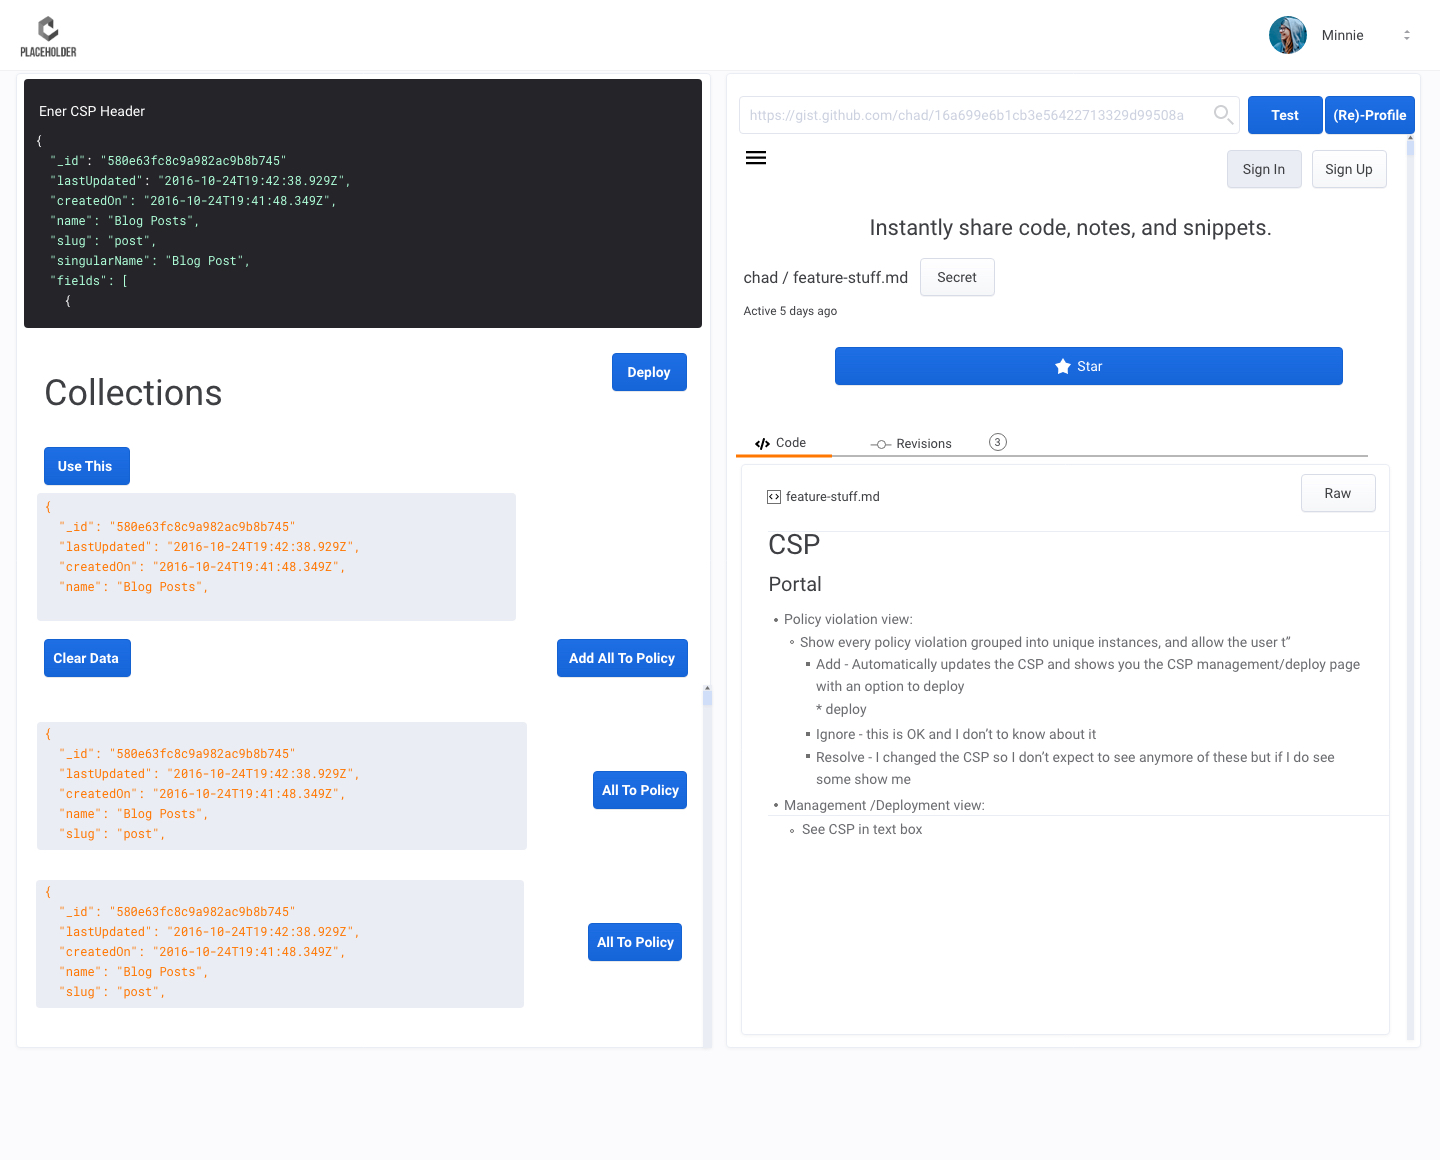 PLACEHOLDER
Minnie
Ener CSP Header
{
"_id": "580e63fc8c9a982ac9b8b745"
"lastUpdated": "2016-10-24T19:42:38.929Z",
"createdOn": "2016-10-24T19:41:48.349Z",
"name": "Blog Posts",
"slug": "post",
"singularName": "Blog Post",
"fields": [
{
Deploy
Collections
Use This
{
"_id": "580e63fc8c9a982ac9b8b745"
"lastUpdated": "2016-10-24T19:42:38.929Z",
"createdOn": "2016-10-24T19:41:48.349Z",
"name": "Blog Posts",
Clear Data
Add All To Policy
{
"_id": "580e63fc8c9a982ac9b8b745"
"lastUpdated": "2016-10-24T19:42:38.929Z",
"createdOn": "2016-10-24T19:41:48.349Z",
"name": "Blog Posts",
"slug": "post",
All To Policy
{
"_id": "580e63fc8c9a982ac9b8b745"
"lastUpdated": "2016-10-24T19:42:38.929Z",
"createdOn": "2016-10-24T19:41:48.349Z",
"name": "Blog Posts",
"slug": "post",
All To Policy
https://gist.github.com/chad/16a699e6b1cb3e56422713329d99508a
Test
(Re)-Profile
Sign In
Sign Up
Instantly share code, notes, and snippets.
chad / feature-stuff.md
Secret
Active 5 days ago
Star
Code
Revisions
3
feature-stuff.md
Raw
CSP
Portal
• Policy violation view:
◦ Show every policy violation grouped into unique instances, and allow the user t”
▪ Add - Automatically updates the CSP and shows you the CSP management/deploy page
with an option to deploy
* deploy
▪ Ignore - this is OK and I don’t to know about it
▪ Resolve - I changed the CSP so I don’t expect to see anymore of these but if I do see
some show me
• Management /Deployment view:
◦ See CSP in text box